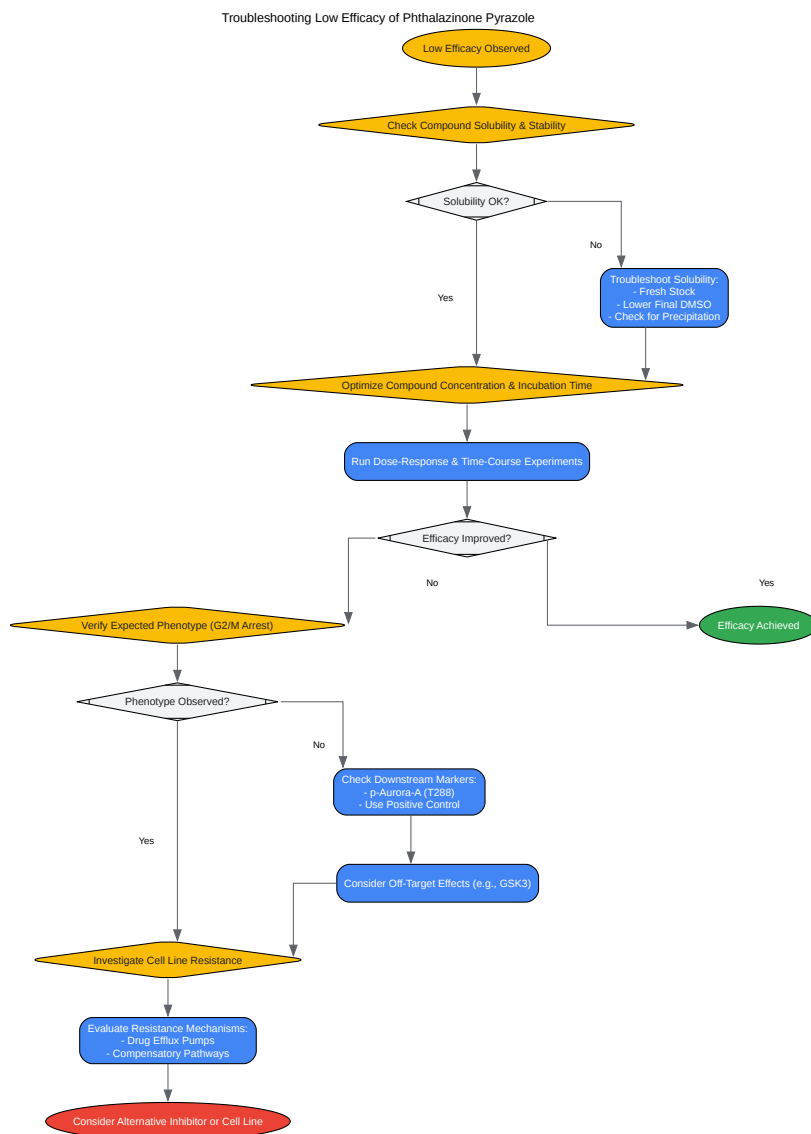 Troubleshooting Low Efficacy of Phthalazinone Pyrazole
Low Efficacy Observed
Check Compound Solubility & Stability
Solubility OK?
No
Troubleshoot Solubility:
- Fresh Stock
- Lower Final DMSO
- Check for Precipitation
Yes
Optimize Compound Concentration & Incubation Time
Run Dose-Response & Time-Course Experiments
Efficacy Improved?
No
Yes
Verify Expected Phenotype (G2/M Arrest)
Efficacy Achieved
Phenotype Observed?
No
Check Downstream Markers:
- p-Aurora-A (T288)
- Use Positive Control
Yes
Consider Off-Target Effects (e.g., GSK3)
Investigate Cell Line Resistance
Evaluate Resistance Mechanisms:
- Drug Efflux Pumps
- Compensatory Pathways
Consider Alternative Inhibitor or Cell Line